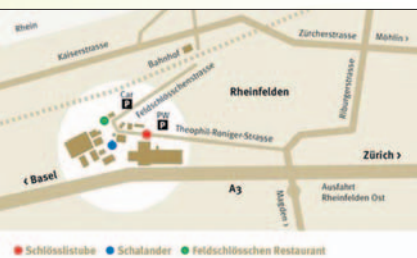 Rhein
Kaiserstrasse
Bahnhof
Zürcherstrasse
Möhlin >
Car
P
Feldschlösschenstrasse
PW
P
Rheinfelden
Riburgerstrasse
Theophil-Roniger-Strasse
Zürich >
< Basel
A3
Magden >
Ausfahrt
Rheinfelden Ost
Schlösslistube Schalander Feldschlösschen Restaurant